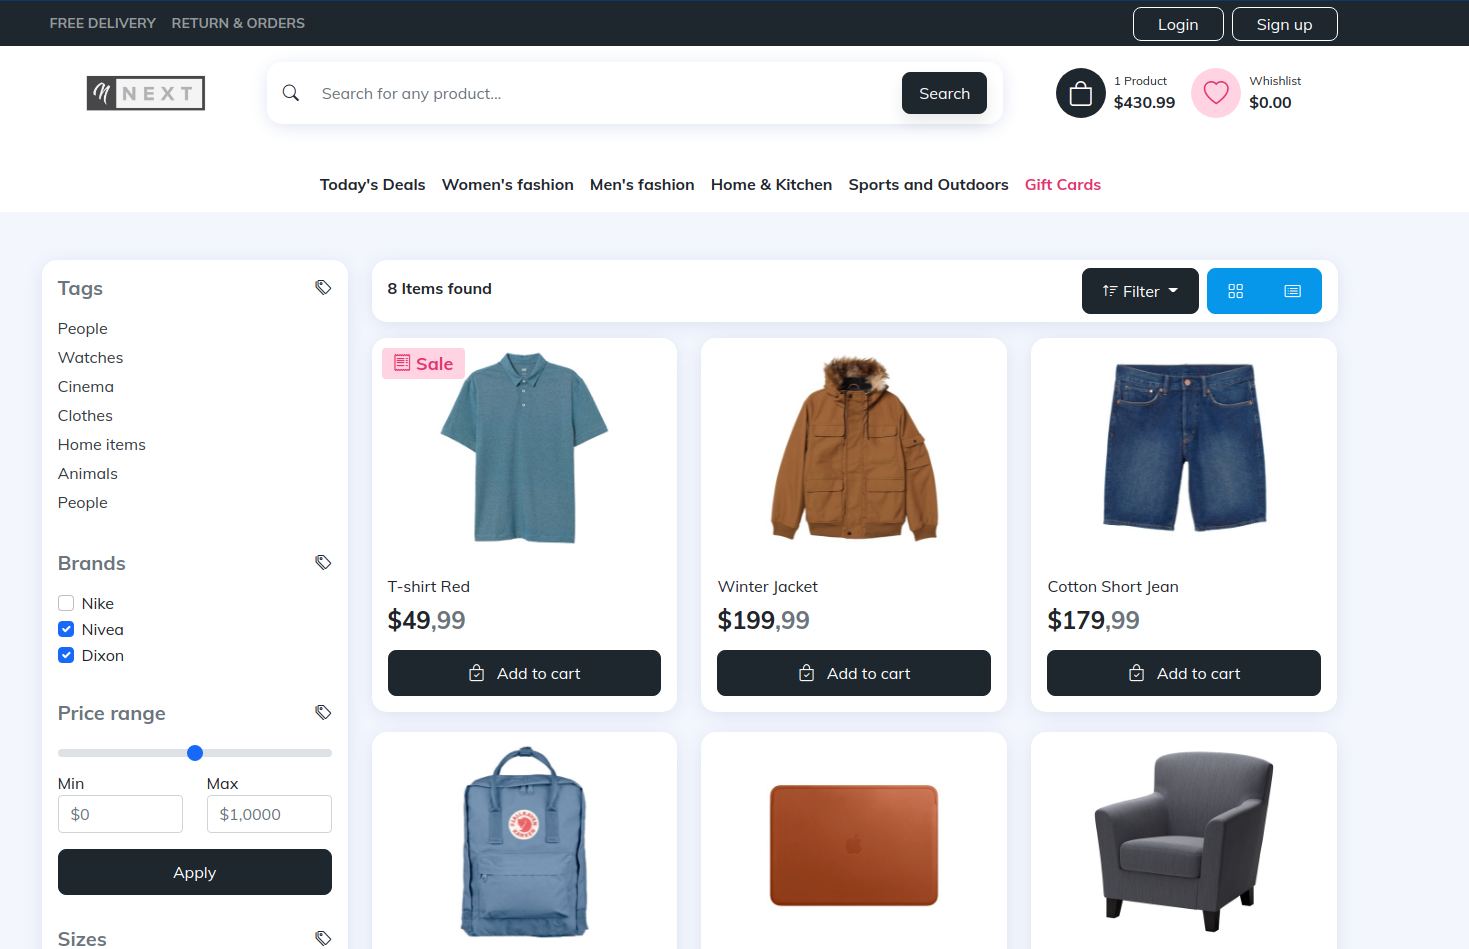 FREE DELIVERY RETURN & ORDERS Login Sign up
NEXT
Search for any product...
Search
1 Product
$430.99
Whishlist
$0.00
Today's Deals Women's fashion Men's fashion Home & Kitchen Sports and Outdoors Gift Cards
Tags
People
Watches
Cinema
Clothes
Home items
Animals
People
Brands
Nike
Nivea
Dixon
Price range
Min Max
$0 $1,0000
Apply
Sizes
8 Items found
Filter
Sale
T-shirt Red
$49,99
Add to cart
Winter Jacket
$199,99
Add to cart
Cotton Short Jean
$179,99
Add to cart